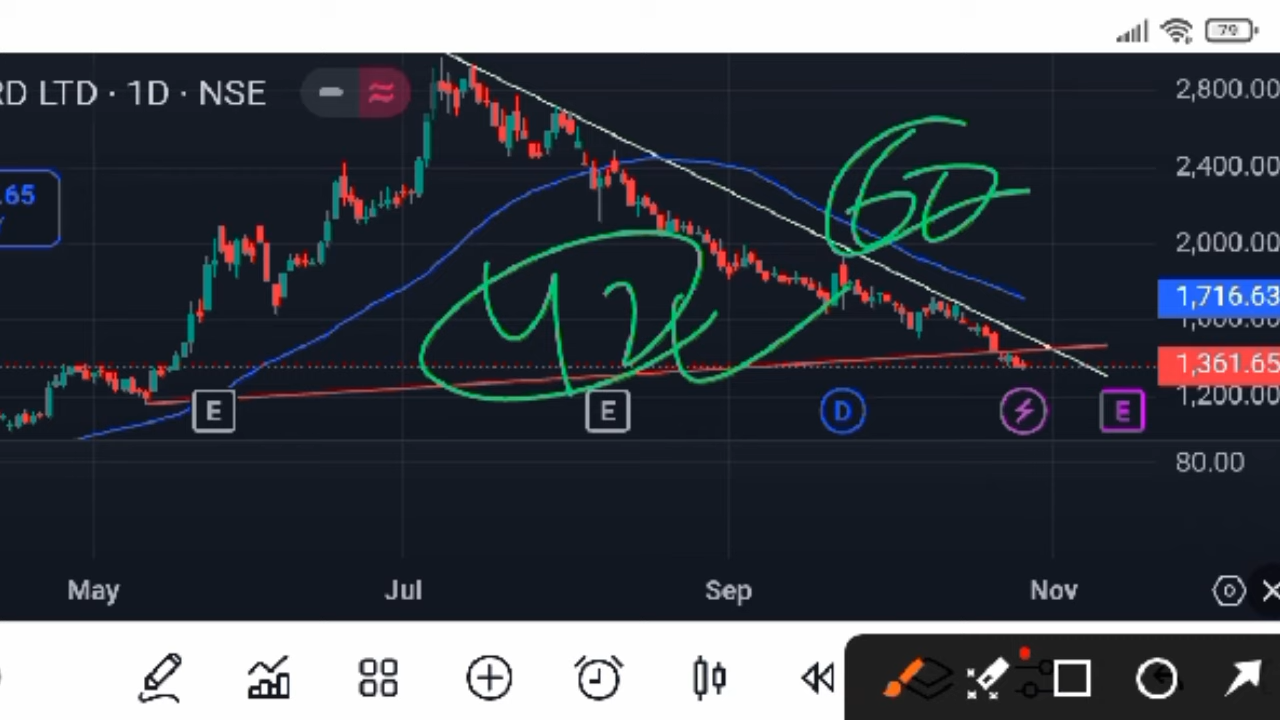 79
RD LTD · 1D · NSE
2,800.00
2,400.00
.65
60
2,000.00
42
1,716.63
1,361.65
1,200.00
E
E
D
E
80.00
May
Jul
Sep
Nov